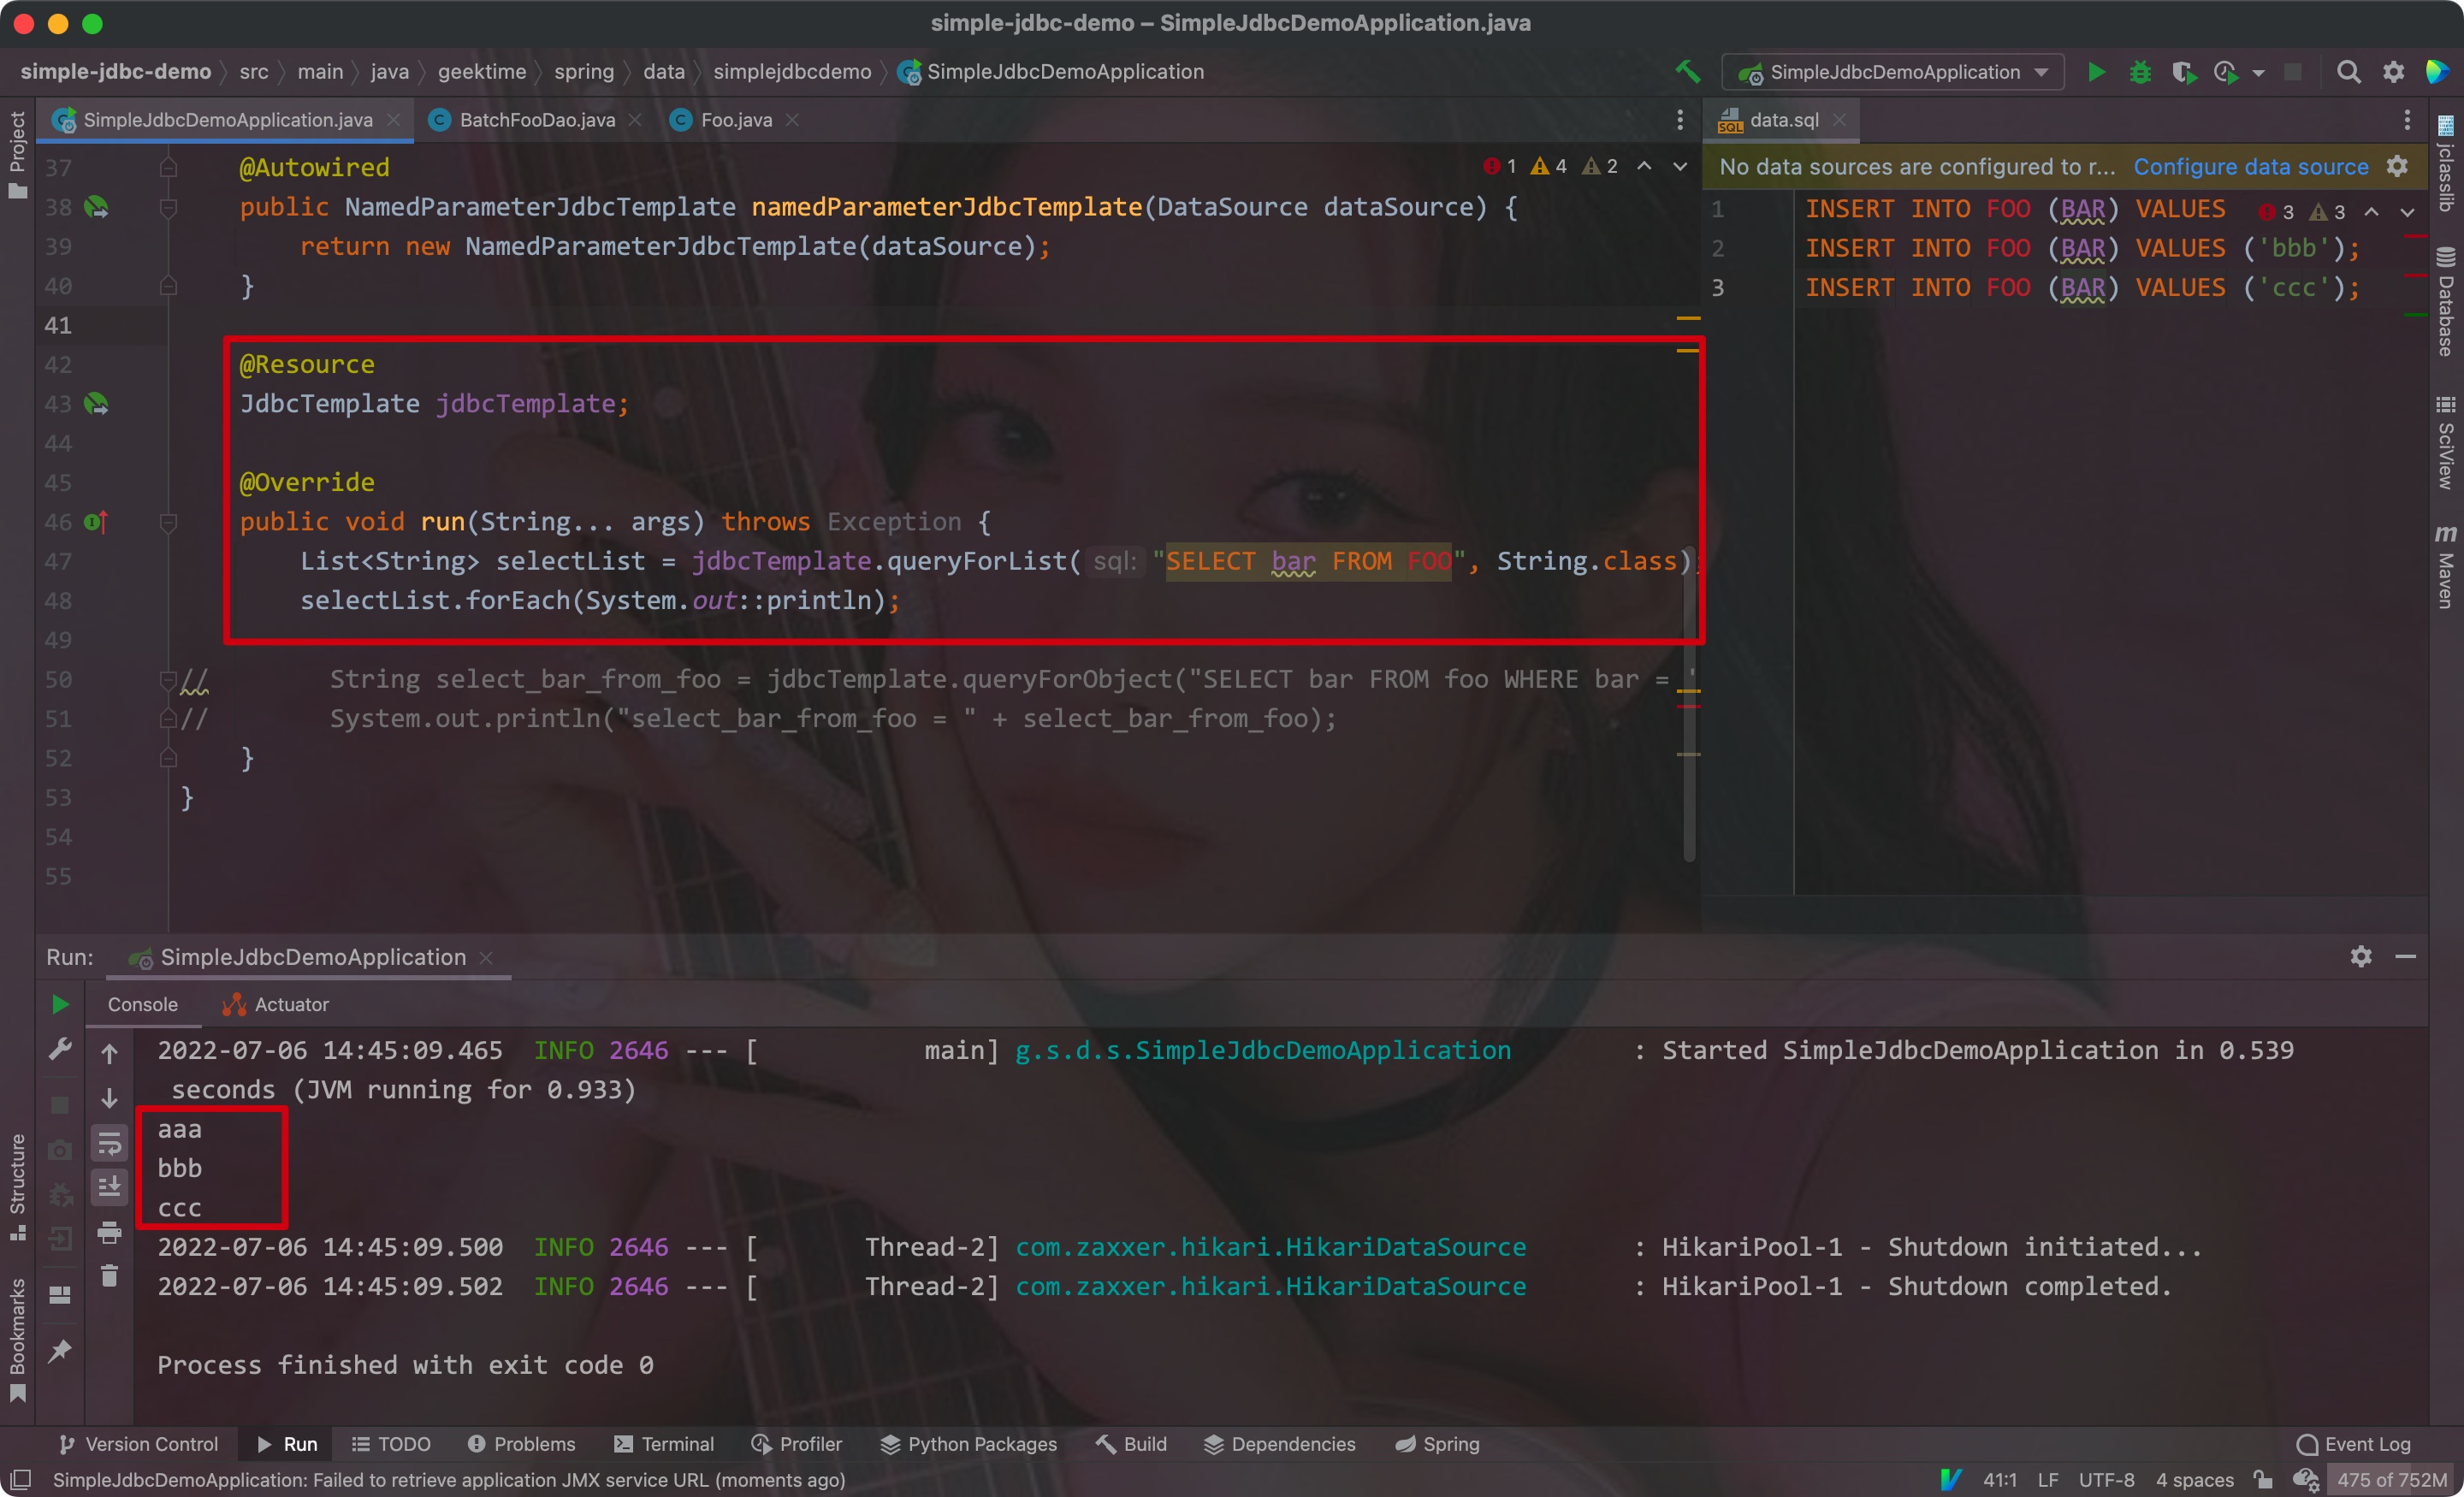 simple-jdbc-demo – SimpleJdbcDemoApplication.java
simple-jdbc-demo src main java geektime spring data simplejdbcdemo SimpleJdbcDemoApplication
SimpleJdbcDemoApplication
Project
SimpleJdbcDemoApplication.java BatchFooDao.java Foo.java
37 @Autowired
1 4 2
38 public NamedParameterJdbcTemplate namedParameterJdbcTemplate(DataSource dataSource) {
39 return new NamedParameterJdbcTemplate(dataSource);
40 }
41
42 @Resource
43 JdbcTemplate jdbcTemplate;
44
45 @Override
46 public void run(String... args) throws Exception {
47 List<String> selectList = jdbcTemplate.queryForList( sql: "SELECT bar FROM FOO", String.class);
48 selectList.forEach(System.out::println);
49
50 // String select_bar_from_foo = jdbcTemplate.queryForObject("SELECT bar FROM foo WHERE bar = '
51 // System.out.println("select_bar_from_foo = " + select_bar_from_foo);
52 }
53 }
54
55
data.sql
No data sources are configured to r... Configure data source
1 INSERT INTO FOO (BAR) VALUES
3 3
2 INSERT INTO FOO (BAR) VALUES ('bbb');
3 INSERT INTO FOO (BAR) VALUES ('ccc');
jclasslib
Database
SciView
Maven
Run: SimpleJdbcDemoApplication
Console Actuator
2022-07-06 14:45:09.465 INFO 2646 --- [ main] g.s.d.s.SimpleJdbcDemoApplication : Started SimpleJdbcDemoApplication in 0.539
seconds (JVM running for 0.933)
aaa
bbb
ccc
2022-07-06 14:45:09.500 INFO 2646 --- [ Thread-2] com.zaxxer.hikari.HikariDataSource : HikariPool-1 - Shutdown initiated...
2022-07-06 14:45:09.502 INFO 2646 --- [ Thread-2] com.zaxxer.hikari.HikariDataSource : HikariPool-1 - Shutdown completed.
Process finished with exit code 0
Structure
Bookmarks
Version Control Run TODO Problems Terminal Profiler Python Packages Build Dependencies Spring Event Log
SimpleJdbcDemoApplication: Failed to retrieve application JMX service URL (moments ago) 41:1 LF UTF-8 4 spaces 475 of 752M